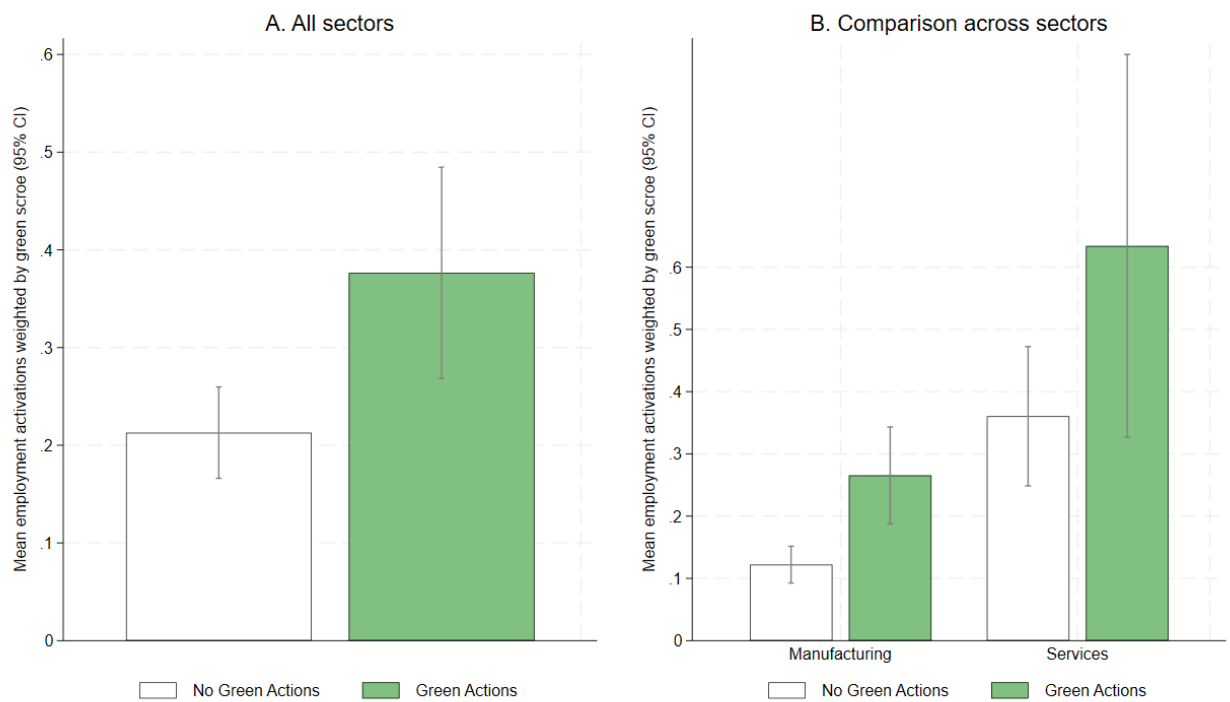 A. All sectors
Mean employment activations weighted by green scroe (95% CI)
.6
.5
.4
.3
.2
.1
0
No Green Actions
Green Actions
B. Comparison across sectors
Mean employment activations weighted by green scroe (95% CI)
.6
.5
.4
.3
.2
.1
0
Manufacturing
Services
No Green Actions
Green Actions